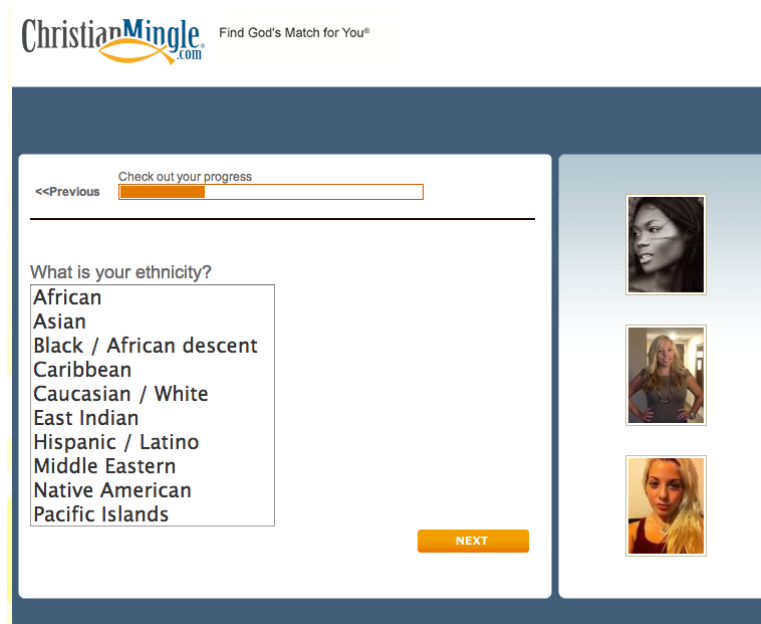 ChristianMingle®
.com
Find God's Match for You®
Check out your progress
<<Previous
What is your ethnicity?
African
Asian
Black / African descent
Caribbean
Caucasian / White
East Indian
Hispanic / Latino
Middle Eastern
Native American
Pacific Islands
NEXT